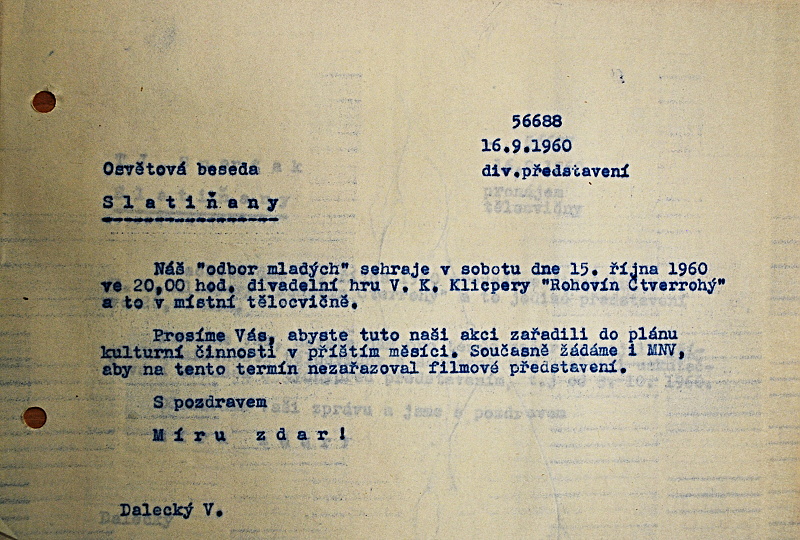 56688
16.9.1960
Osvětová beseda
div.představení
Slatiňany
Náš "odbor mladých" sehraje v sobotu dne 15. října 1960
ve 20,00 hod. divadelní hru V. K. Klicpery "Rohovín Čtverrohý"
a to v místní tělocvičně.
Prosíme Vás, abyste tuto naši akci zařadili do plánu
kulturní činnosti v příštím měsíci. Současně žádáme i MNV,
aby na tento termín nezařazoval filmové představení.
S pozdravem
Míru zdar!
Dalecký V.